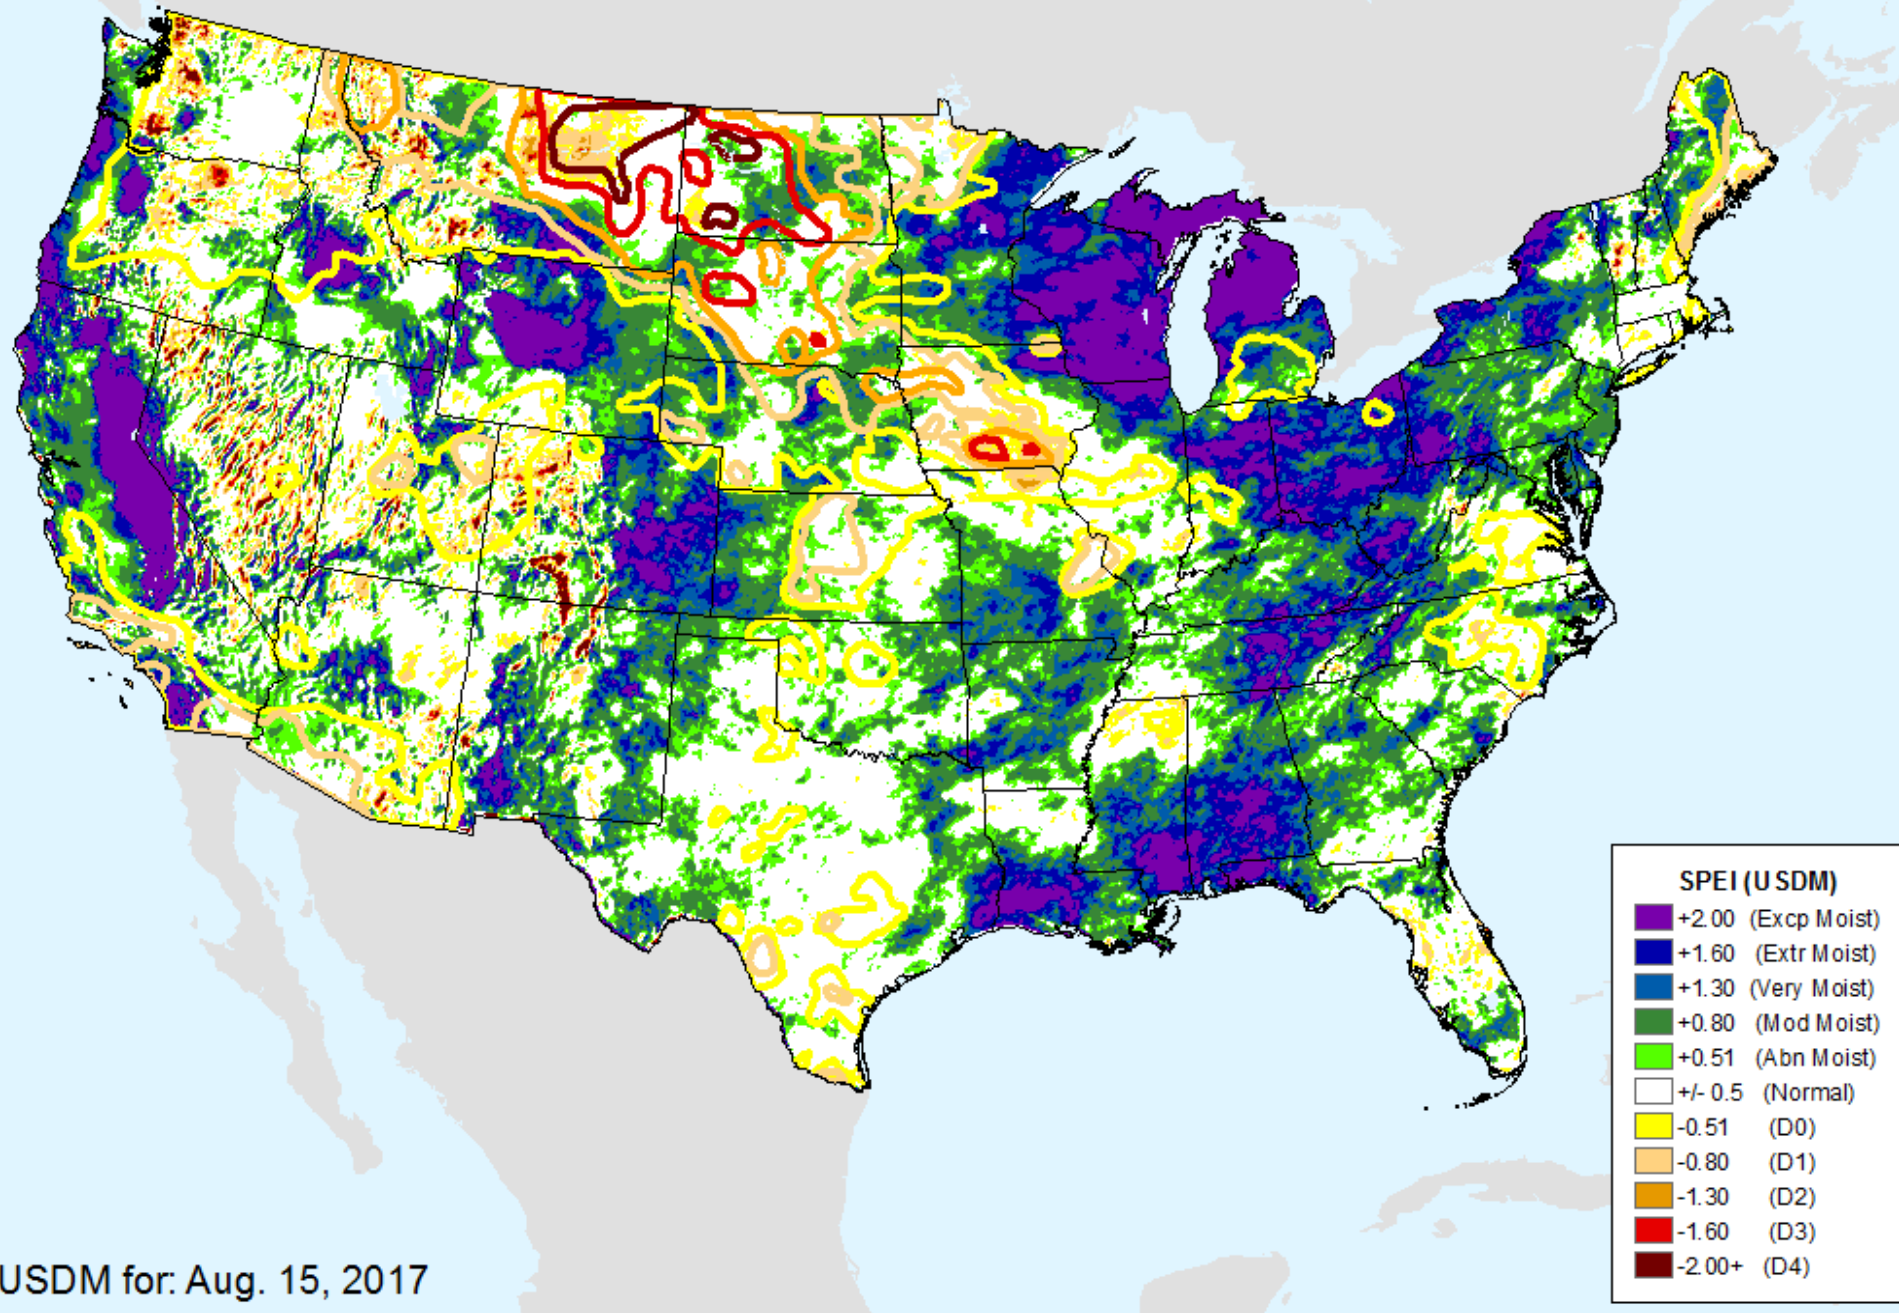 SPEI (USDM)
+2.00 (Excp Moist)
+1.60 (Extr Moist)
+1.30 (Very Moist)
+0.80 (Mod Moist)
+0.51 (Abn Moist)
+/- 0.5 (Normal)
-0.51 (D0)
-0.80 (D1)
-1.30 (D2)
-1.60 (D3)
-2.00+ (D4)
USDM for: Aug. 15, 2017